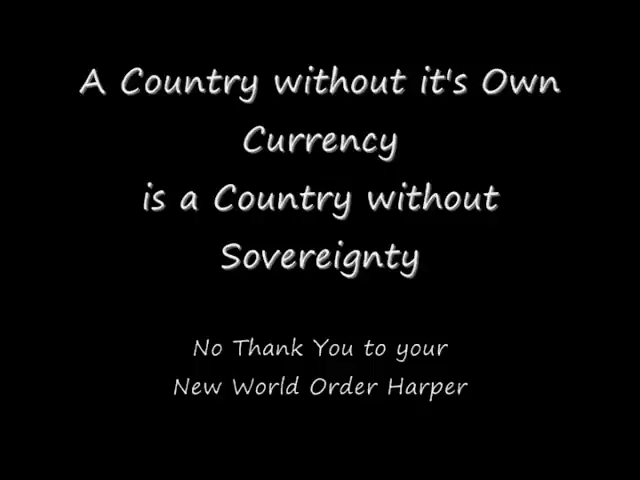 A Country without it's Own
Currency
is a Country without
Sovereignty
No Thank You to your
New World Order Harper